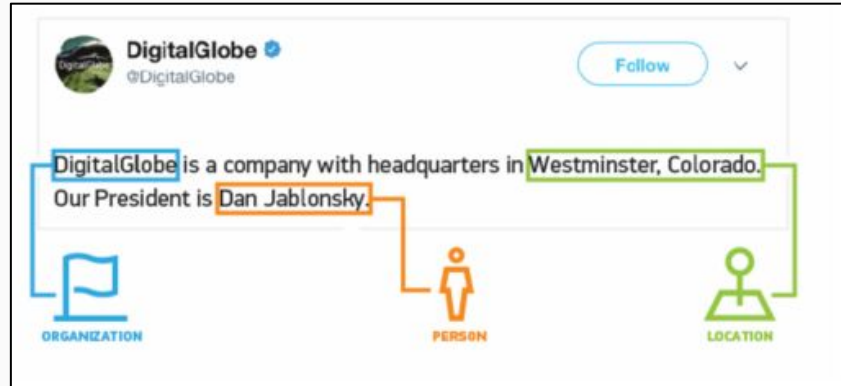 DigitalGlobe
@DigitalGlobe
Follow
DigitalGlobe is a company with headquarters in Westminster, Colorado.
Our President is Dan Jablonsky.
ORGANIZATION
PERSON
LOCATION